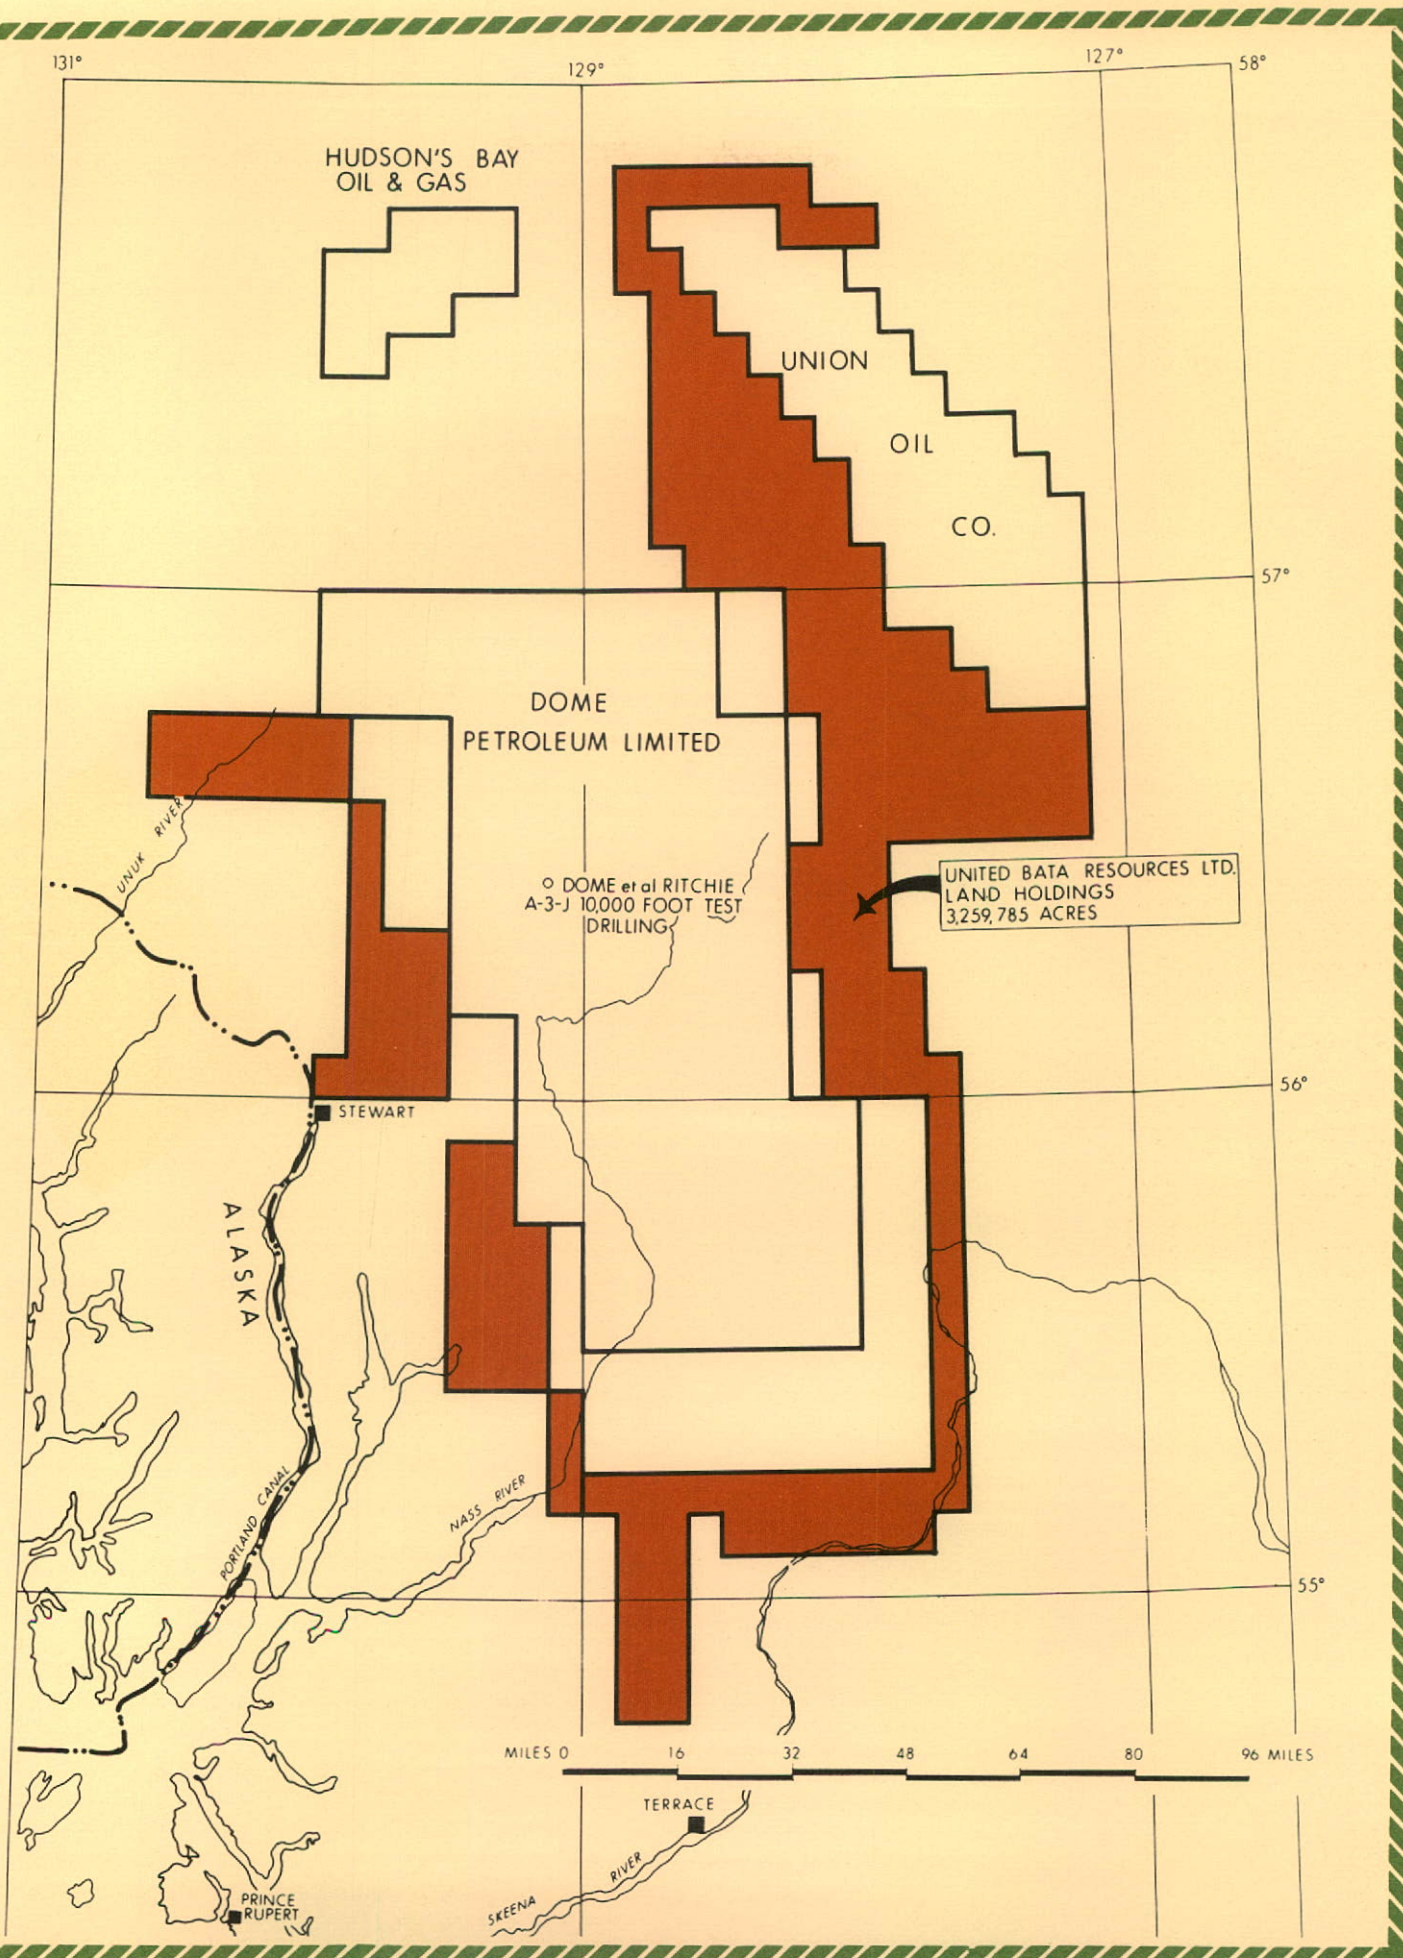 131°
129°
127°
58°
HUDSON'S BAY
OIL & GAS
UNION
OIL
CO.
57°
DOME
PETROLEUM LIMITED
UNUK RIVER
DOME et al RITCHIE
A-3-J 10,000 FOOT TEST
DRILLING
UNITED BATA RESOURCES LTD.
LAND HOLDINGS
3,259,785 ACRES
56°
STEWART
ALASKA
PORTLAND CANAL
NASS RIVER
55°
MILES 0 16 32 48 64 80 96 MILES
TERRACE
SKEENA RIVER
PRINCE
RUPERT